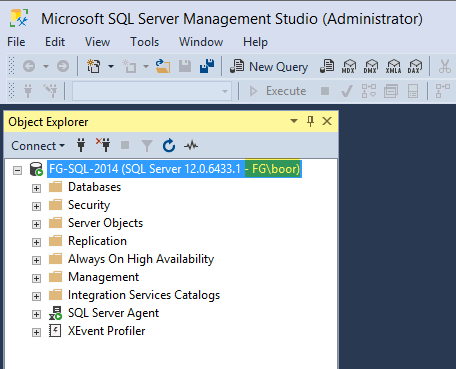 Microsoft SQL Server Management Studio (Administrator)
File Edit View Tools Window Help
New Query MDX DMX XMLA DAX
Execute
Object Explorer
Connect
FG-SQL-2014 (SQL Server 12.0.6433.1 - FG\boor)
Databases
Security
Server Objects
Replication
Always On High Availability
Management
Integration Services Catalogs
SQL Server Agent
XEvent Profiler